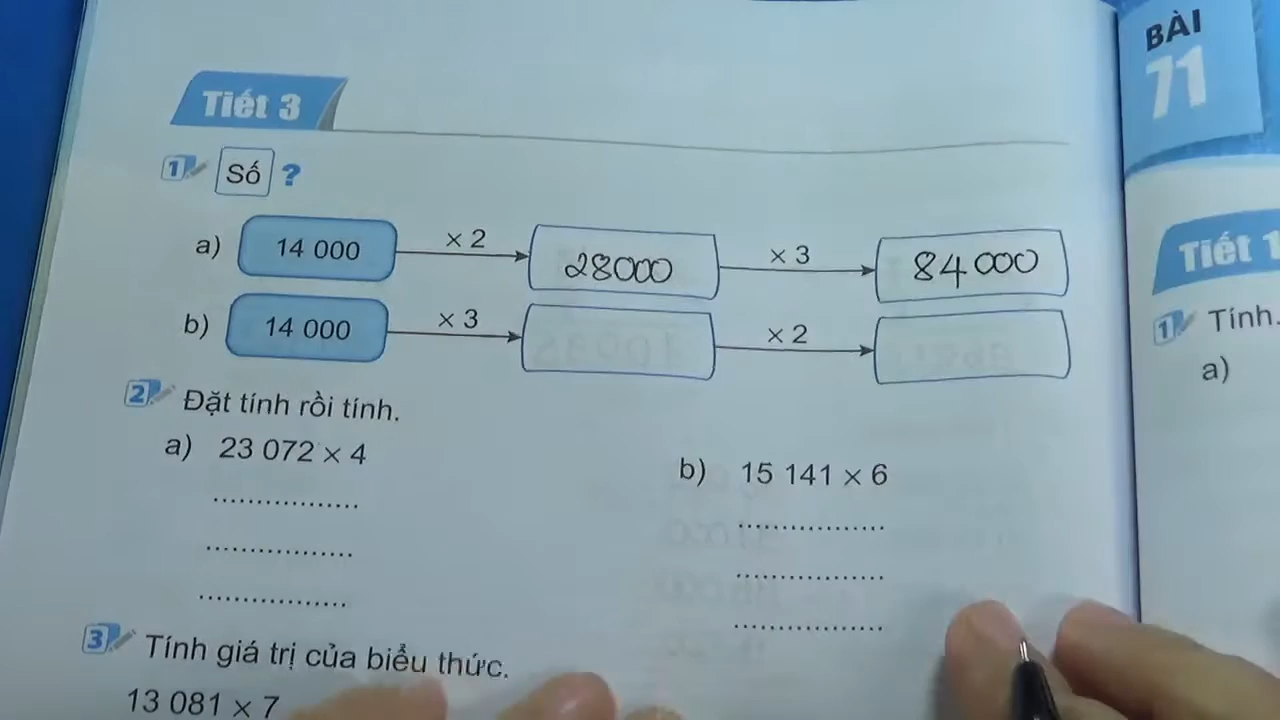 Tiết 3
1 Số ?
a) 14 000 × 2 28000 × 3 84 000
b) 14 000 × 3 × 2
2 Đặt tính rồi tính.
a) 23 072 × 4
b) 15 141 × 6
3 Tính giá trị của biểu thức.
13 081 × 7
BÀI
71
Tiết 1
1 Tính.
a)